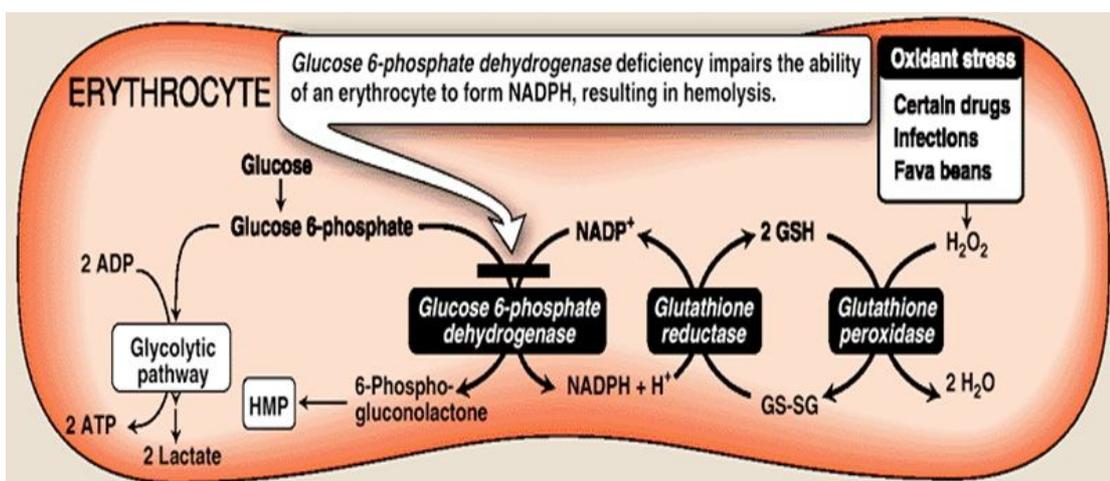 Glucose 6-phosphate dehydrogenase deficiency impairs the ability
of an erythrocyte to form NADPH, resulting in hemolysis.
ERYTHROCYTE
Oxidant stress
Certain drugs
Infections
Fava beans
Glucose
Glucose 6-phosphate
NADP⁺
2 GSH
H₂O₂
2 ADP
Glycolytic
pathway
Glucose 6-phosphate
dehydrogenase
Glutathione
reductase
Glutathione
peroxidase
HMP
6-Phospho-
gluconolactone
NADPH + H⁺
GS-SG
2 H₂O
2 ATP
2 Lactate